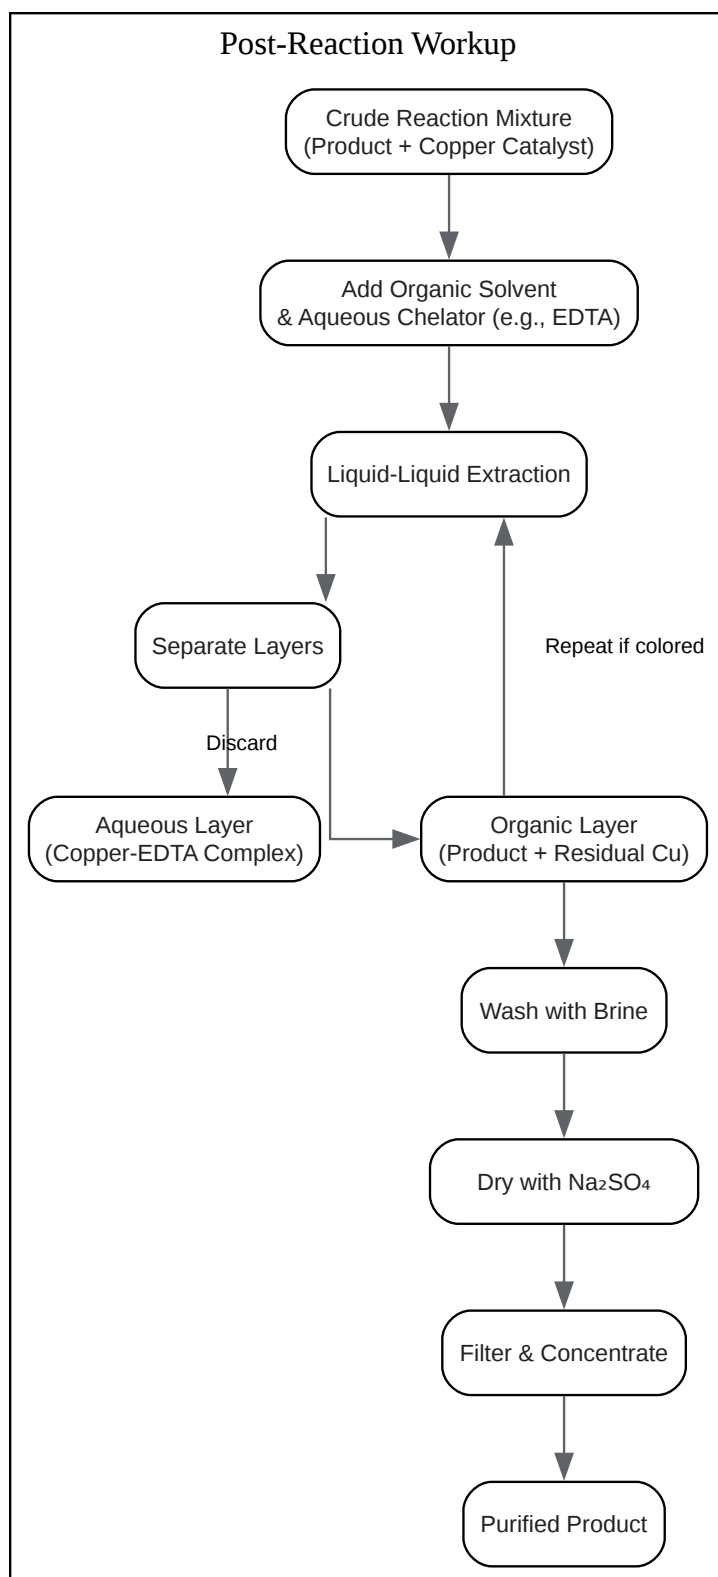 Post-Reaction Workup
Crude Reaction Mixture
(Product + Copper Catalyst)
Add Organic Solvent
& Aqueous Chelator (e.g., EDTA)
Liquid-Liquid Extraction
Separate Layers
Repeat if colored
Discard
Aqueous Layer
(Copper-EDTA Complex)
Organic Layer
(Product + Residual Cu)
Wash with Brine
Dry with Na₂SO₄
Filter & Concentrate
Purified Product